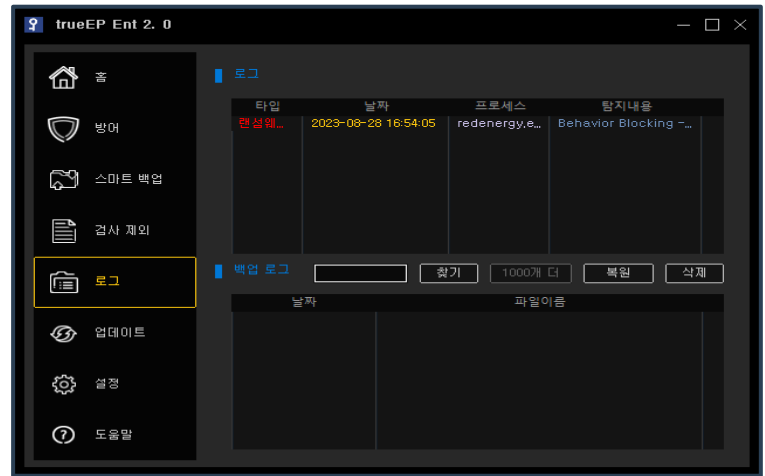 trueEP Ent 2. 0
홈
방어
스마트 백업
검사 제외
로그
업데이트
설정
도움말
로그
타입 날짜 프로세스 탐지내용
랜섬웨... 2023-08-28 16:54:05 redenergy.e... Behavior Blocking -...
백업 로그 찾기 1000개 더 복원 삭제
날짜 파일이름